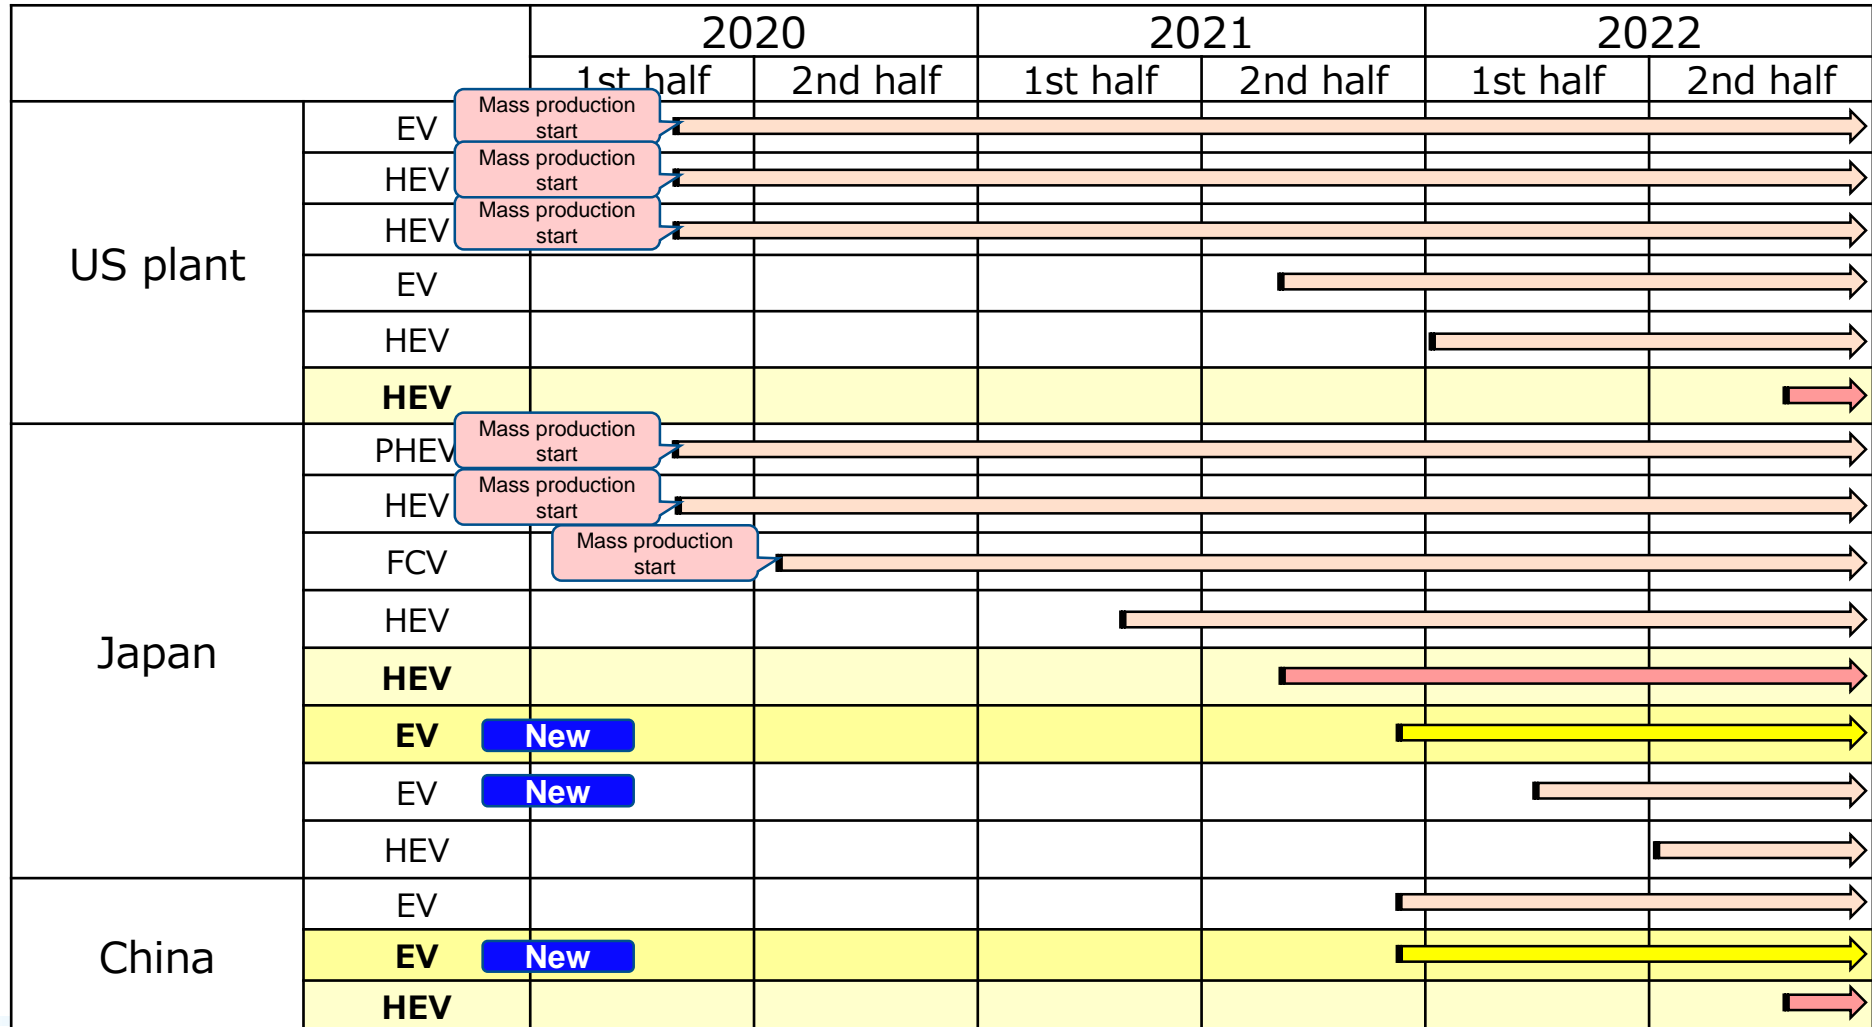 2020 2021 2022
1st half 2nd half 1st half 2nd half 1st half 2nd half
US plant
EV
Mass production
start
HEV
Mass production
start
HEV
Mass production
start
EV
HEV
HEV
Japan
PHEV
Mass production
start
HEV
Mass production
start
FCV
Mass production
start
HEV
HEV
EV New
EV New
HEV
China
EV
EV New
HEV